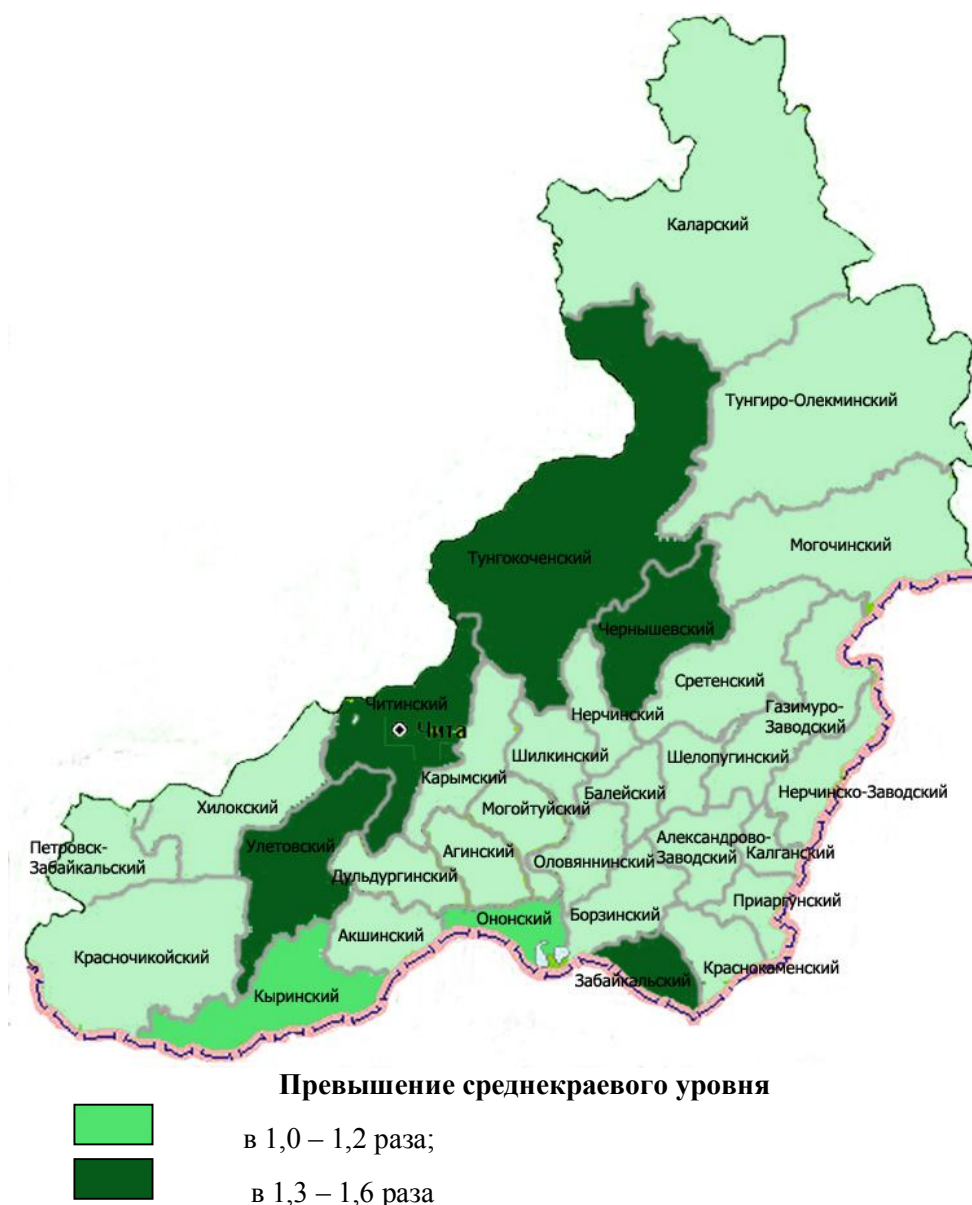 Каларский
Тунгиро-Олекминский
Могочинский
Тунгокоченский
Чернышевский
Сретенский
Читинский
Чита
Нерчинский
Газимуро-
Заводский
Шилкинский
Шелопугинский
Карымский
Балейский
Нерчинско-Заводский
Хилокский
Могойтуйский
Петровск-
Забайкальский
Улетовский
Агинский
Оловяннинский
Александрово-
Заводский
Калганский
Дульдургинский
Приаргунский
Ононский
Борзинский
Акшинский
Красночикойский
Забайкальский
Краснокаменский
Кыринский
Превышение среднекраевого уровня
в 1,0 – 1,2 раза;
в 1,3 – 1,6 раза